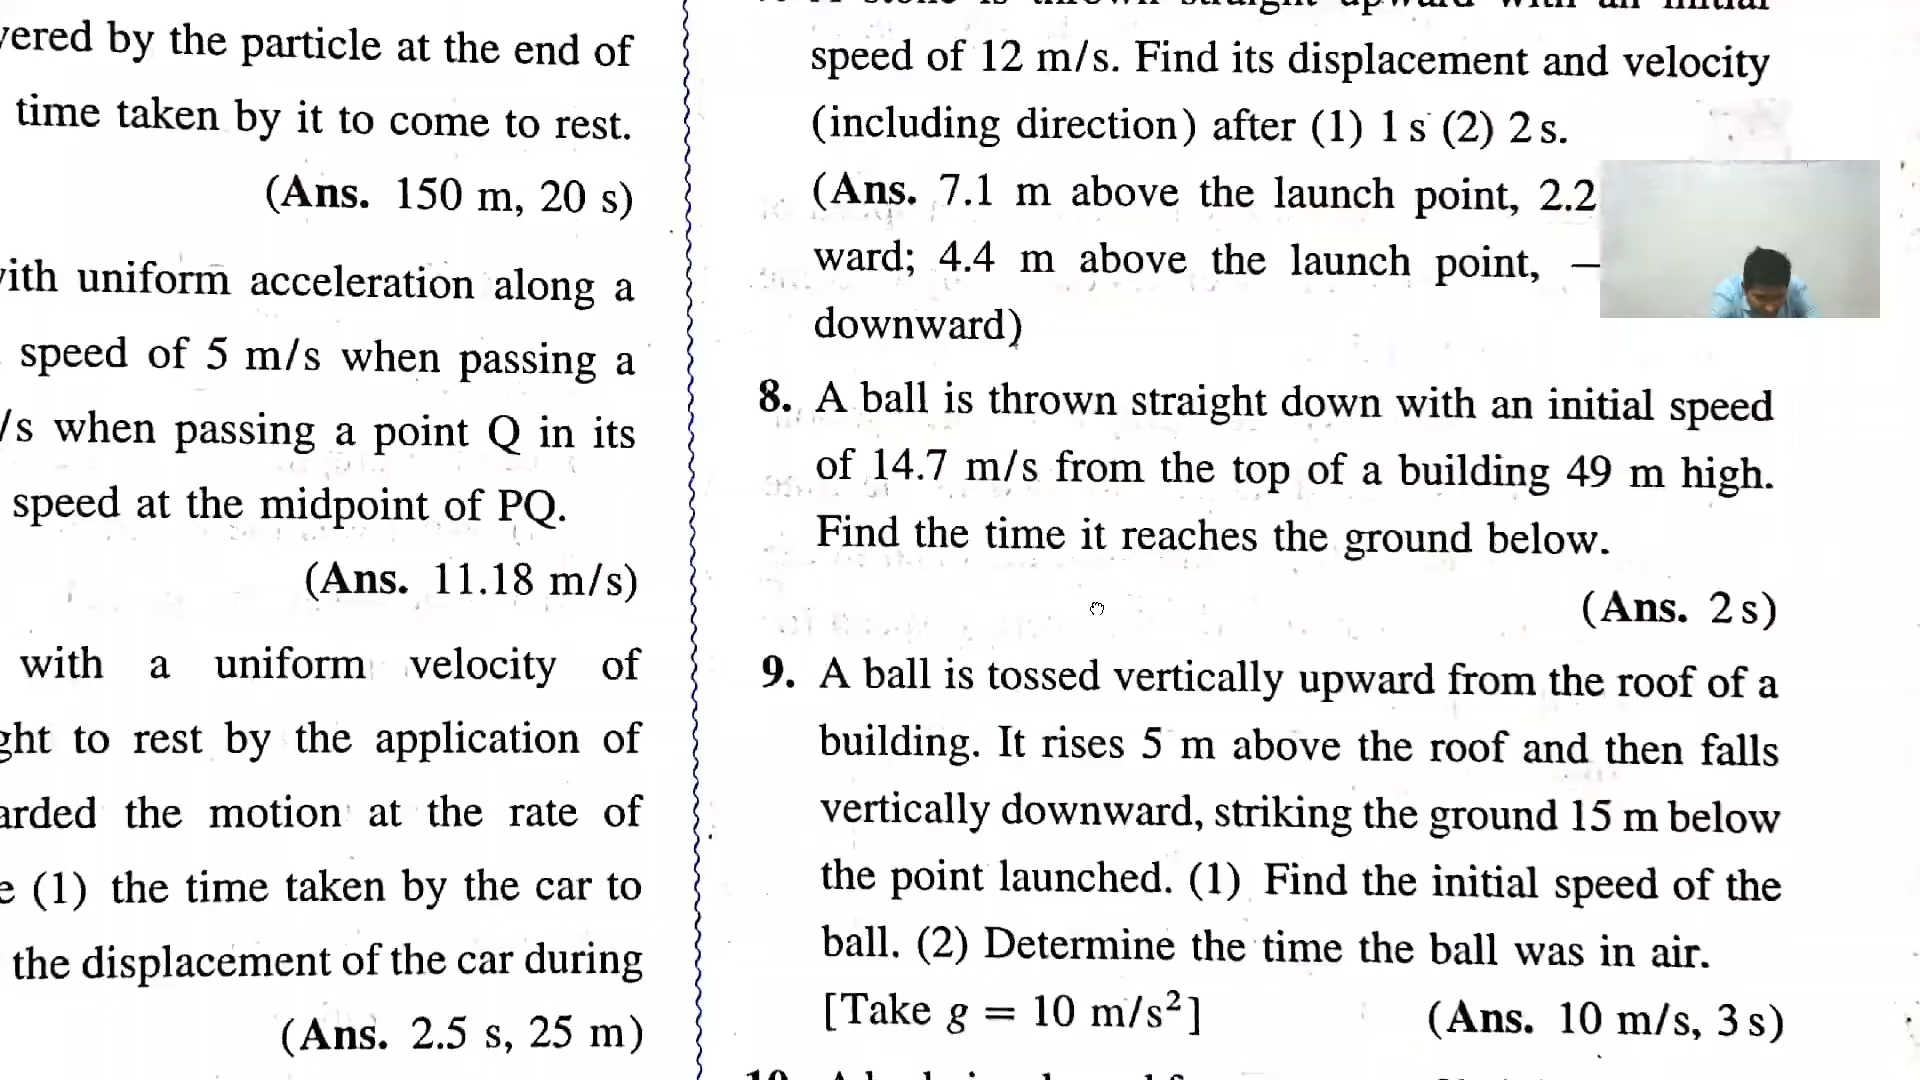 vered by the particle at the end of
time taken by it to come to rest.
(Ans. 150 m, 20 s)
with uniform acceleration along a
speed of 5 m/s when passing a
/s when passing a point Q in its
speed at the midpoint of PQ.
(Ans. 11.18 m/s)
with a uniform velocity of
ght to rest by the application of
arded the motion at the rate of
e (1) the time taken by the car to
the displacement of the car during
(Ans. 2.5 s, 25 m)
speed of 12 m/s. Find its displacement and velocity
(including direction) after (1) 1 s (2) 2 s.
(Ans. 7.1 m above the launch point, 2.2
ward; 4.4 m above the launch point, —
downward)
8. A ball is thrown straight down with an initial speed
of 14.7 m/s from the top of a building 49 m high.
Find the time it reaches the ground below.
(Ans. 2 s)
9. A ball is tossed vertically upward from the roof of a
building. It rises 5 m above the roof and then falls
vertically downward, striking the ground 15 m below
the point launched. (1) Find the initial speed of the
ball. (2) Determine the time the ball was in air.
[Take g = 10 m/s²] (Ans. 10 m/s, 3 s)